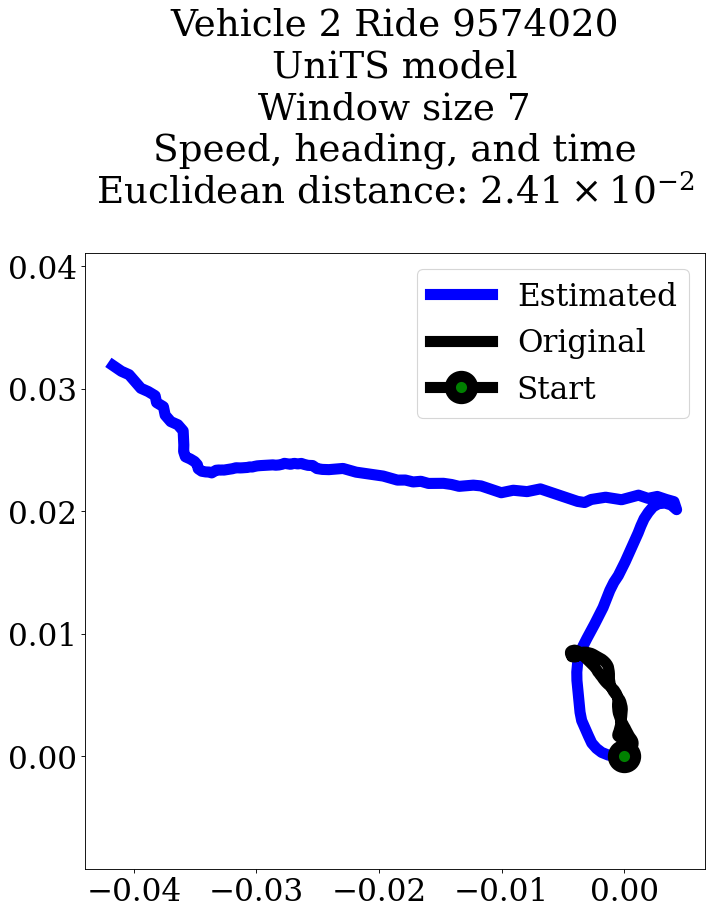 Vehicle 2 Ride 9574020
UniTS model
Window size 7
Speed, heading, and time
Euclidean distance: 2.41 × 10⁻²
0.04
0.03
0.02
0.01
0.00
Estimated
Original
Start
−0.04 −0.03 −0.02 −0.01 0.00